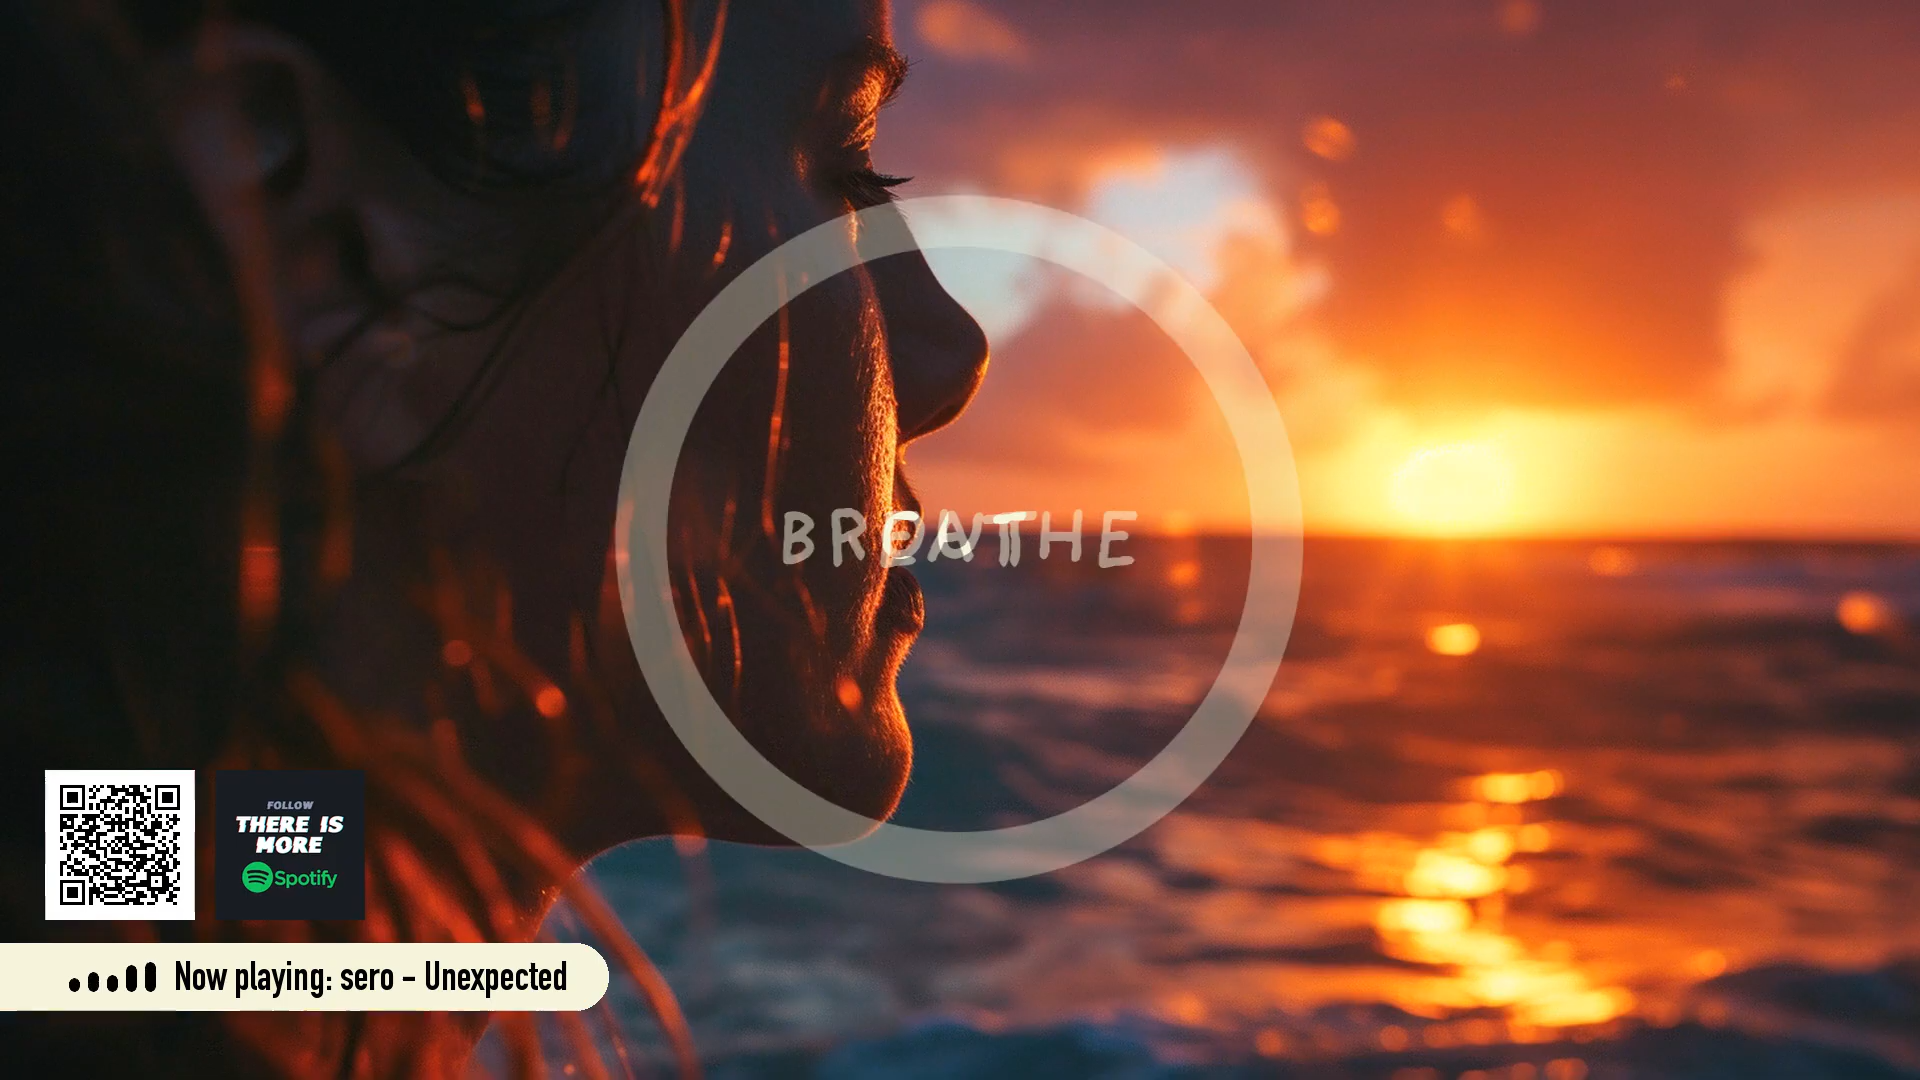 BREATHE
FOLLOW
THERE IS
MORE
Spotify
Now playing: sero - Unexpected